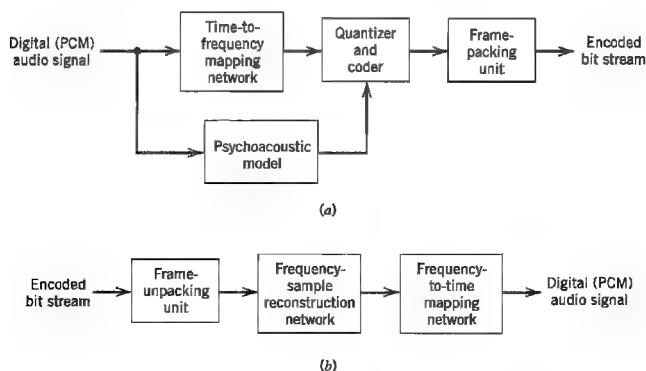 Digital (PCM)
audio signal
Time-to-
frequency
mapping
network
Quantizer
and
coder
Frame-
packing
unit
Encoded
bit stream
Psychoacoustic
model
(a)
Encoded
bit stream
Frame-
unpacking
unit
Frequency-
sample
reconstruction
network
Frequency-
to-time
mapping
network
Digital (PCM)
audio signal
(b)